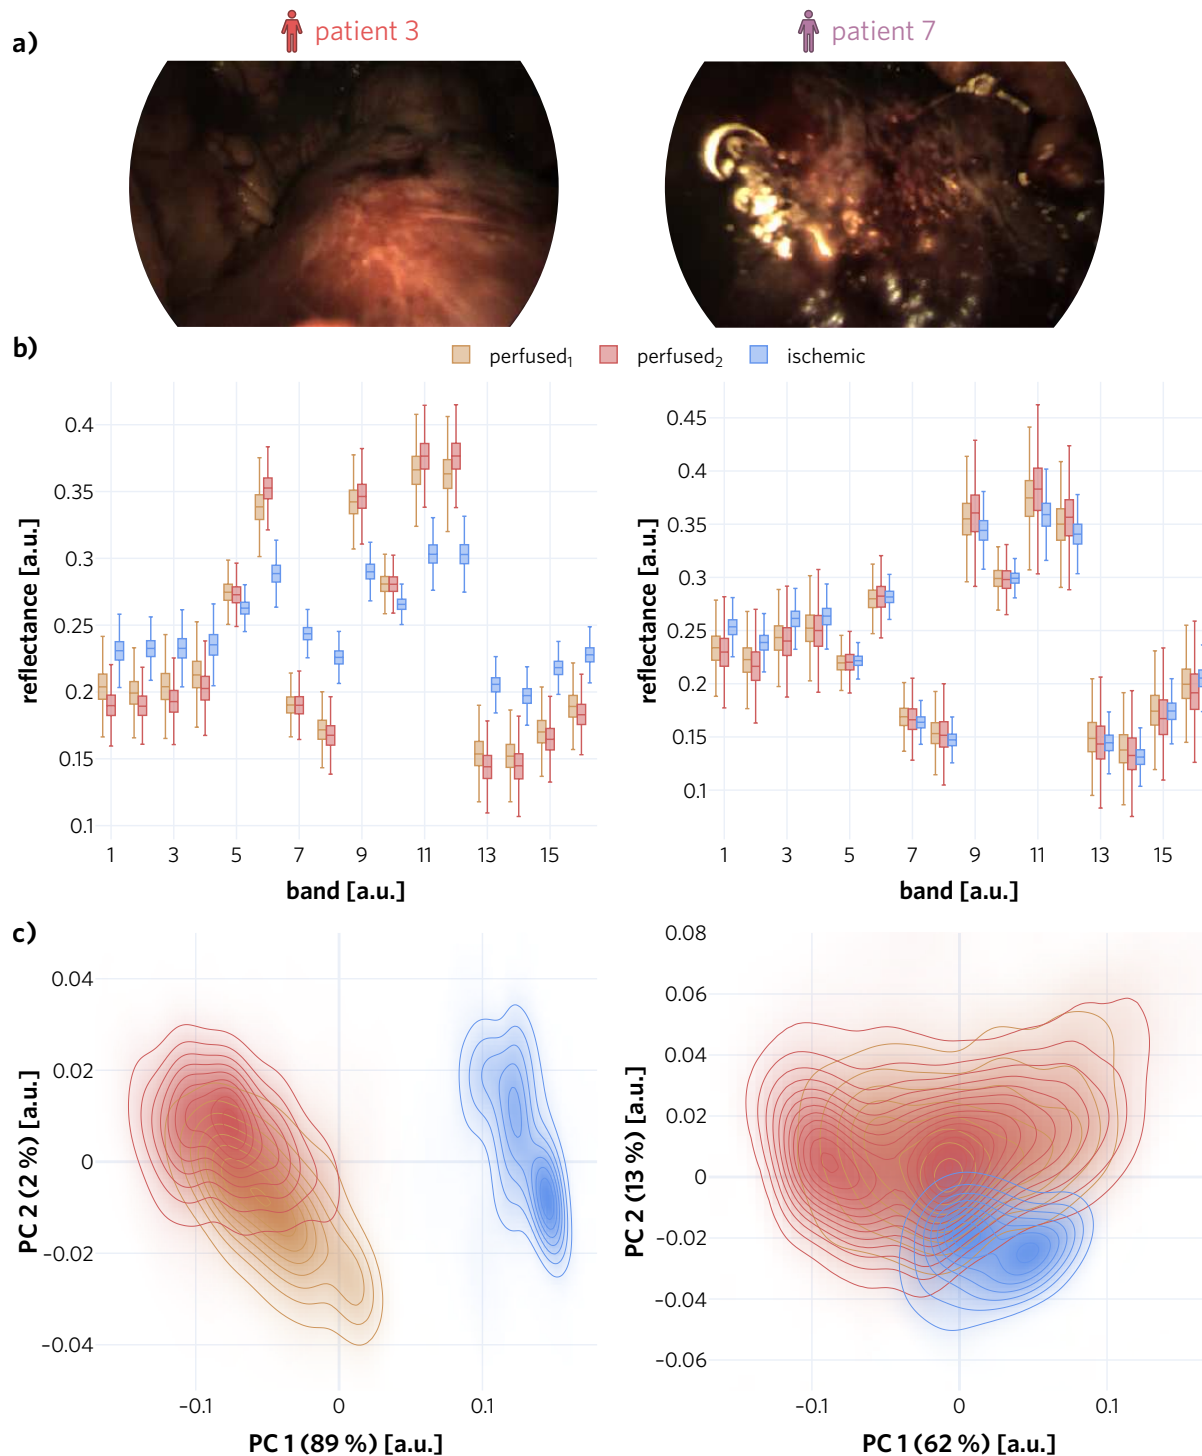 a)
patient 3
patient 7
b)
perfused₁ perfused₂ ischemic
reflectance [a.u.]
0.4
0.35
0.3
0.25
0.2
0.15
0.1
1 3 5 7 9 11 13 15
band [a.u.]
reflectance [a.u.]
0.45
0.4
0.35
0.3
0.25
0.2
0.15
0.1
1 3 5 7 9 11 13 15
band [a.u.]
c)
PC 2 (2 %) [a.u.]
0.04
0.02
0
−0.02
−0.04
−0.1 0 0.1
PC 1 (89 %) [a.u.]
PC 2 (13 %) [a.u.]
0.08
0.06
0.04
0.02
0
−0.02
−0.04
−0.06
−0.1 0 0.1
PC 1 (62 %) [a.u.]